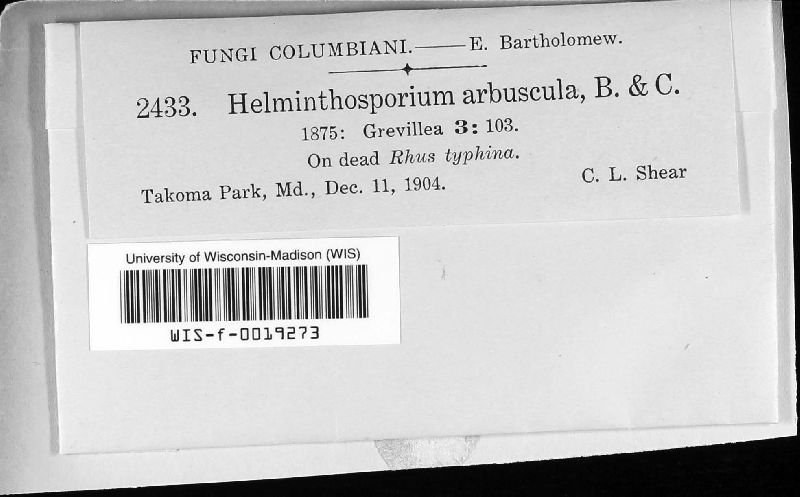 FUNGI COLUMBIANI.——E. Bartholomew.
2433. Helminthosporium arbuscula, B. & C.
1875: Grevillea 3: 103.
On dead Rhus typhina.
Takoma Park, Md., Dec. 11, 1904. C. L. Shear
University of Wisconsin-Madison (WIS)
WIS-f-0019273